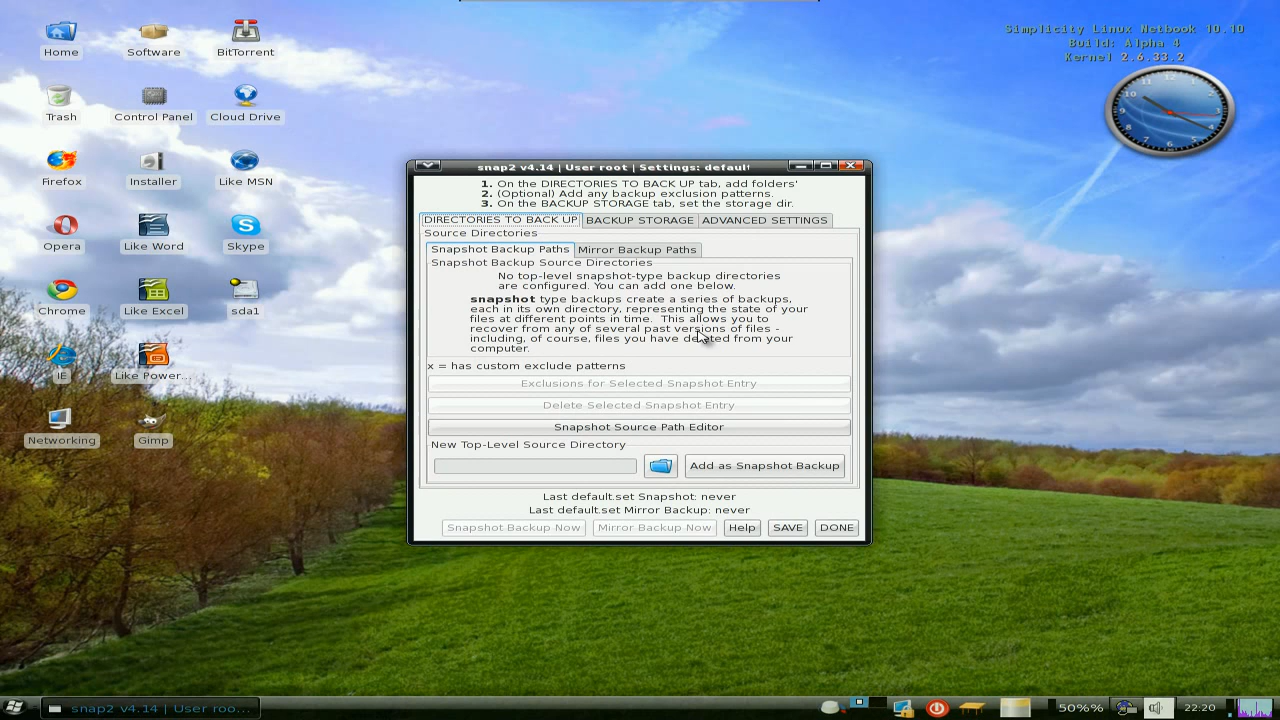 Simplicity Linux Netbook 10.10
Build: Alpha 4
Kernel 2.6.33.2
Home
Software
BitTorrent
Trash
Control Panel
Cloud Drive
Firefox
Installer
Like MSN
Opera
Like Word
Skype
Chrome
Like Excel
sda1
IE
Like Power...
Networking
Gimp
snap2 v4.14 | User root | Settings: default
1. On the DIRECTORIES TO BACK UP tab, add folders'
2. (Optional) Add any backup exclusion patterns.
3. On the BACKUP STORAGE tab, set the storage dir.
DIRECTORIES TO BACK UP
BACKUP STORAGE
ADVANCED SETTINGS
Source Directories
Snapshot Backup Paths
Mirror Backup Paths
Snapshot Backup Source Directories
No top-level snapshot-type backup directories
are configured. You can add one below.
snapshot type backups create a series of backups,
each in its own directory, representing the state of your
files at different points in time. This allows you to
recover from any of several past versions of files -
including, of course, files you have deleted from your
computer.
x = has custom exclude patterns
Exclusions for Selected Snapshot Entry
Delete Selected Snapshot Entry
Snapshot Source Path Editor
New Top-Level Source Directory
Add as Snapshot Backup
Last default.set Snapshot: never
Last default.set Mirror Backup: never
Snapshot Backup Now
Mirror Backup Now
Help
SAVE
DONE
snap2 v4.14 | User roo...
50%
22:20